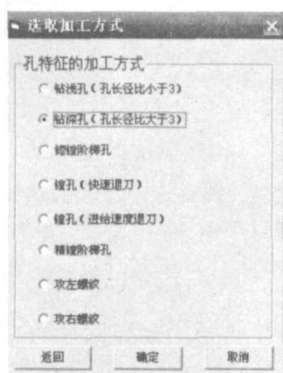 选取加工方式
孔特征的加工方式
钻浅孔(孔长径比小于3)
钻深孔(孔长径比大于3)
镗阶梯孔
镗孔(快速退刀)
镗孔(进给速度退刀)
精镗阶梯孔
攻左螺纹
攻右螺纹
返回
确定
取消